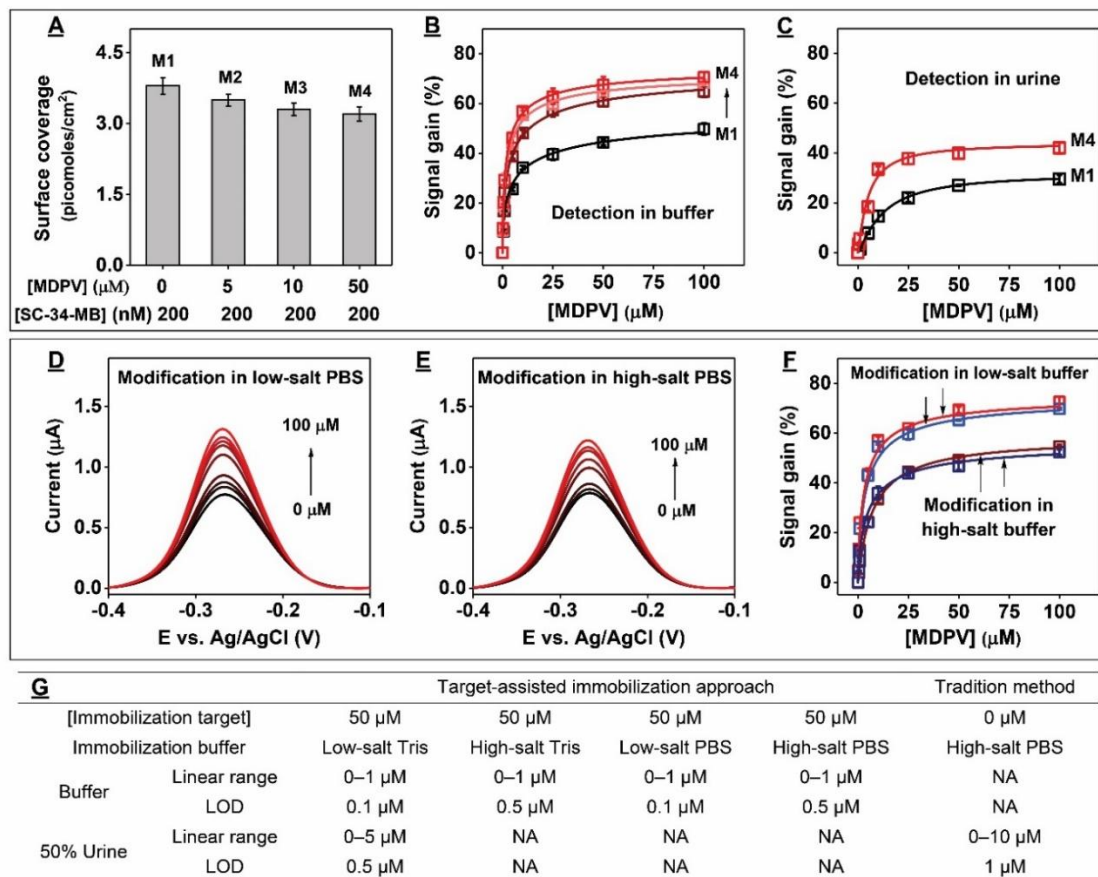 A
4.5
3.0
1.5
0.0
Surface coverage
(picomoles/cm²)
M1
M2
M3
M4
[MDPV] (μM) 0 5 10 50
[SC-34-MB] (nM) 200 200 200 200
B
80
60
40
20
0
Signal gain (%)
M4
M1
Detection in buffer
0 25 50 75 100
[MDPV] (μM)
C
80
60
40
20
0
Signal gain (%)
Detection in urine
M4
M1
0 25 50 75 100
[MDPV] (μM)
D
Modification in low-salt PBS
1.5
1.0
0.5
0.0
Current (μA)
100 μM
0 μM
-0.4 -0.3 -0.2 -0.1
E vs. Ag/AgCl (V)
E
Modification in high-salt PBS
1.5
1.0
0.5
0.0
Current (μA)
100 μM
0 μM
-0.4 -0.3 -0.2 -0.1
E vs. Ag/AgCl (V)
F
80
60
40
20
0
Signal gain (%)
Modification in low-salt buffer
Modification in
high-salt buffer
0 25 50 75 100
[MDPV] (μM)
G
Target-assisted immobilization approach Tradition method
[Immobilization target] 50 μM 50 μM 50 μM 50 μM 0 μM
Immobilization buffer Low-salt Tris High-salt Tris Low-salt PBS High-salt PBS High-salt PBS
Buffer
Linear range 0–1 μM 0–1 μM 0–1 μM 0–1 μM NA
LOD 0.1 μM 0.5 μM 0.1 μM 0.5 μM NA
50% Urine
Linear range 0–5 μM NA NA NA 0–10 μM
LOD 0.5 μM NA NA NA 1 μM